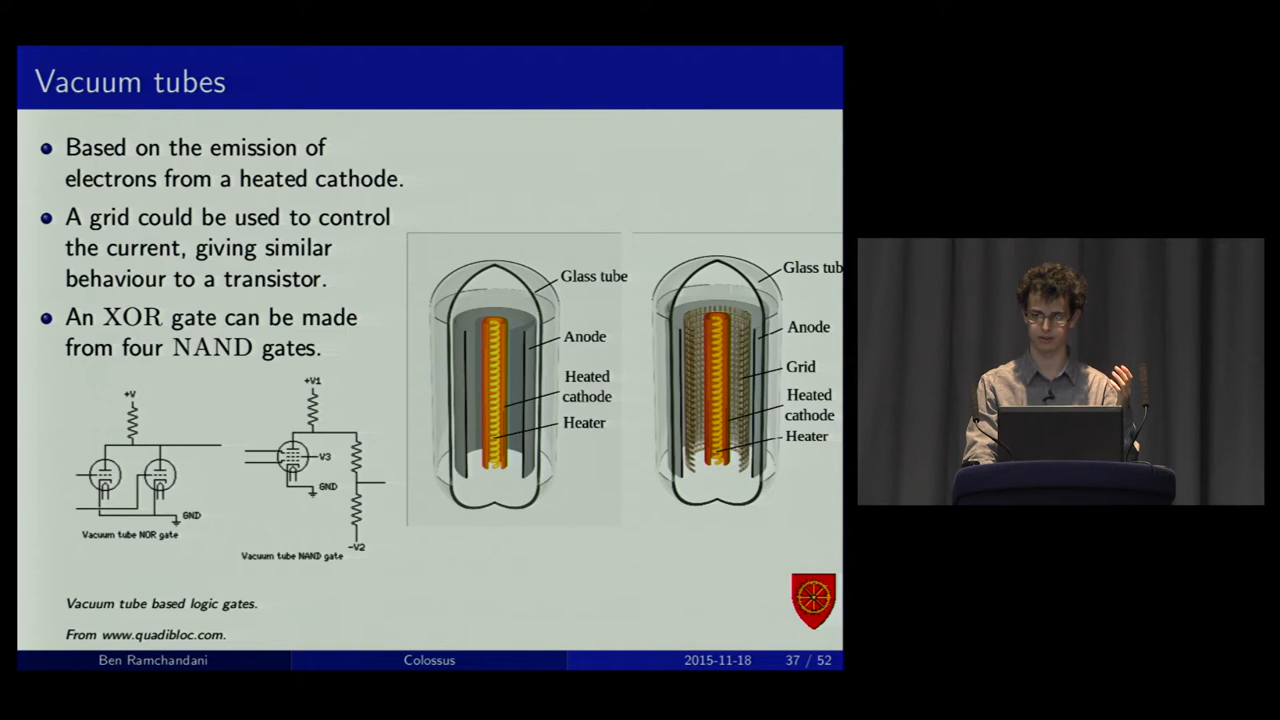 Vacuum tubes
Based on the emission of
electrons from a heated cathode.
A grid could be used to control
the current, giving similar
behaviour to a transistor.
An XOR gate can be made
from four NAND gates.
+V
GND
Vacuum tube NOR gate
+V1
V3
GND
-V2
Vacuum tube NAND gate
Glass tube
Anode
Heated
cathode
Heater
Glass tub
Anode
Grid
Heated
cathode
Heater
Vacuum tube based logic gates.
From www.quadibloc.com.
Ben Ramchandani
Colossus
2015-11-18
37 / 52